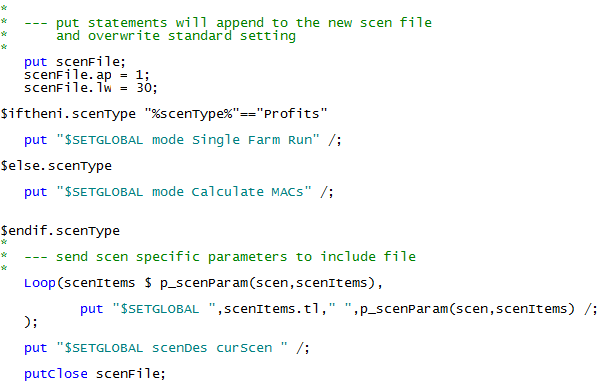 *
*  --- put statements will append to the new scen file
*      and overwrite standard setting
*
   put scenFile;
   scenFile.ap = 1;
   scenFile.lw = 30;
$iftheni.scenType "%scenType%"=="Profits"
   put "$SETGLOBAL mode Single Farm Run" /;
$else.scenType
   put "$SETGLOBAL mode Calculate MACs" /;
$endif.scenType
*
*  --- send scen specific parameters to include file
*
   Loop(scenItems $ p_scenParam(scen,scenItems),
          put "$SETGLOBAL ",scenItems.tl," ",p_scenParam(scen,scenItems) /;
   );
   put "$SETGLOBAL scenDes curScen " /;
   putClose scenFile;